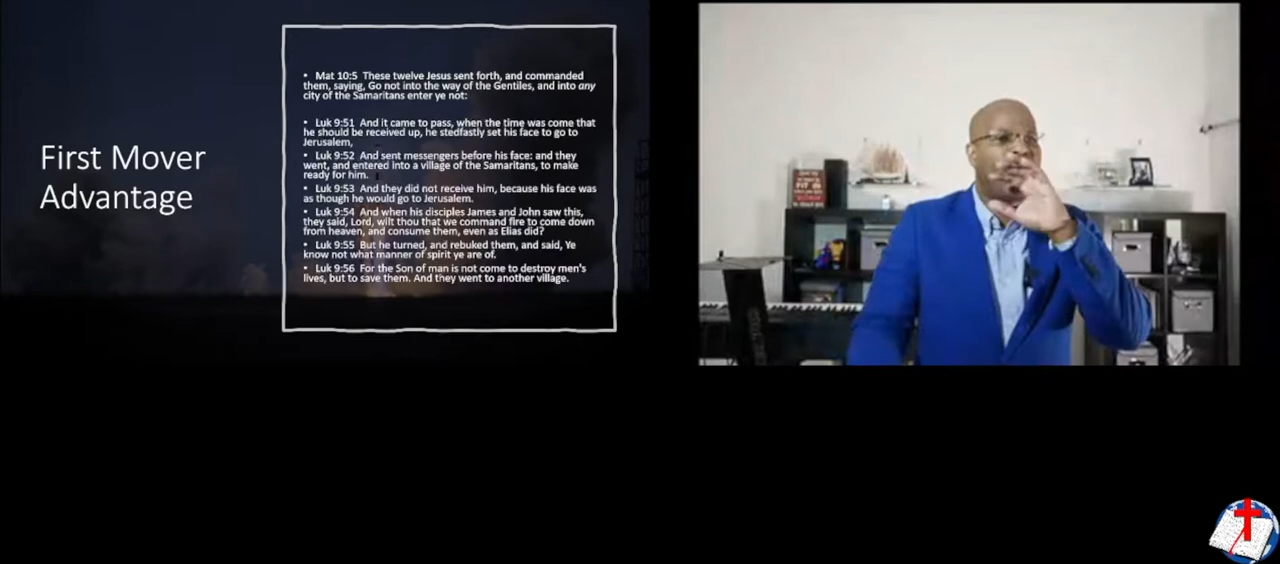 First Mover
Advantage
• Mat 10:5 These twelve Jesus sent forth, and commanded
them, saying, Go not into the way of the Gentiles, and into any
city of the Samaritans enter ye not:
• Luk 9:51 And it came to pass, when the time was come that
he should be received up, he stedfastly set his face to go to
Jerusalem,
• Luk 9:52 And sent messengers before his face: and they
went, and entered into a village of the Samaritans, to make
ready for him.
• Luk 9:53 And they did not receive him, because his face was
as though he would go to Jerusalem.
• Luk 9:54 And when his disciples James and John saw this,
they said, Lord, wilt thou that we command fire to come down
from heaven, and consume them, even as Elias did?
• Luk 9:55 But he turned, and rebuked them, and said, Ye
know not what manner of spirit ye are of.
• Luk 9:56 For the Son of man is not come to destroy men's
lives, but to save them. And they went to another village.
FIT IN